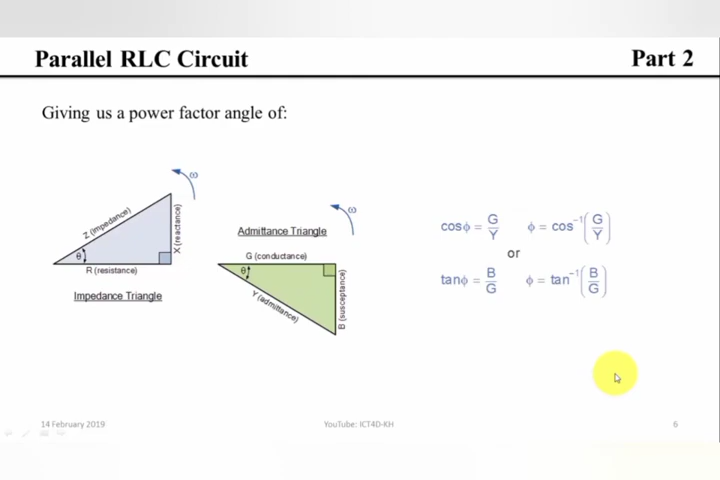 Parallel RLC Circuit
Part 2
Giving us a power factor angle of:
ω
Z (impedance)
X (reactance)
θ
R (resistance)
Impedance Triangle
ω
Admittance Triangle
G (conductance)
θ
Y (admittance)
B (susceptance)
cosϕ = G/Y ϕ = cos⁻¹(G/Y)
or
tanϕ = B/G ϕ = tan⁻¹(B/G)
14 February 2019
YouTube: ICT4D-KH
6